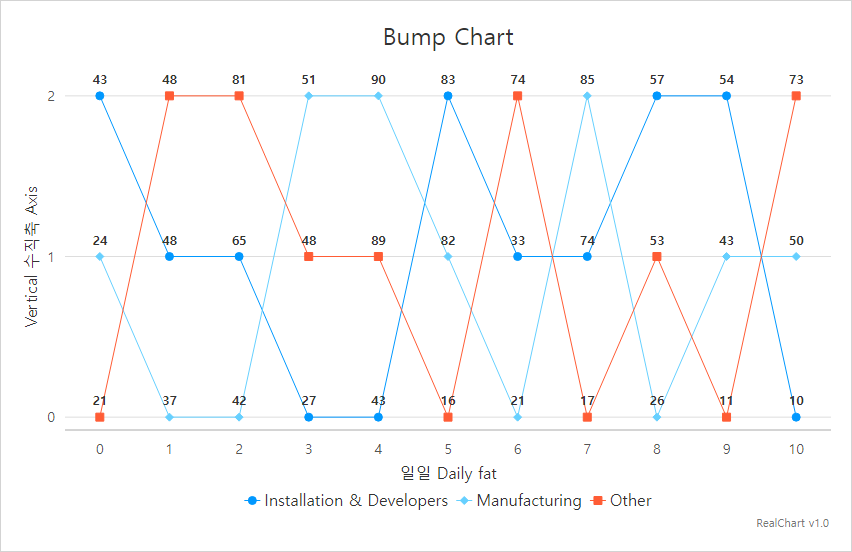 Bump Chart
43 48 81 51 90 83 74 85 57 54 73
2
24 48 65 48 89 82 33 74 53 43 50
1
21 37 42 27 43 16 21 17 26 11 10
0
Vertical 수직축 Axis
0 1 2 3 4 5 6 7 8 9 10
일일 Daily fat
Installation & Developers Manufacturing Other
RealChart v1.0